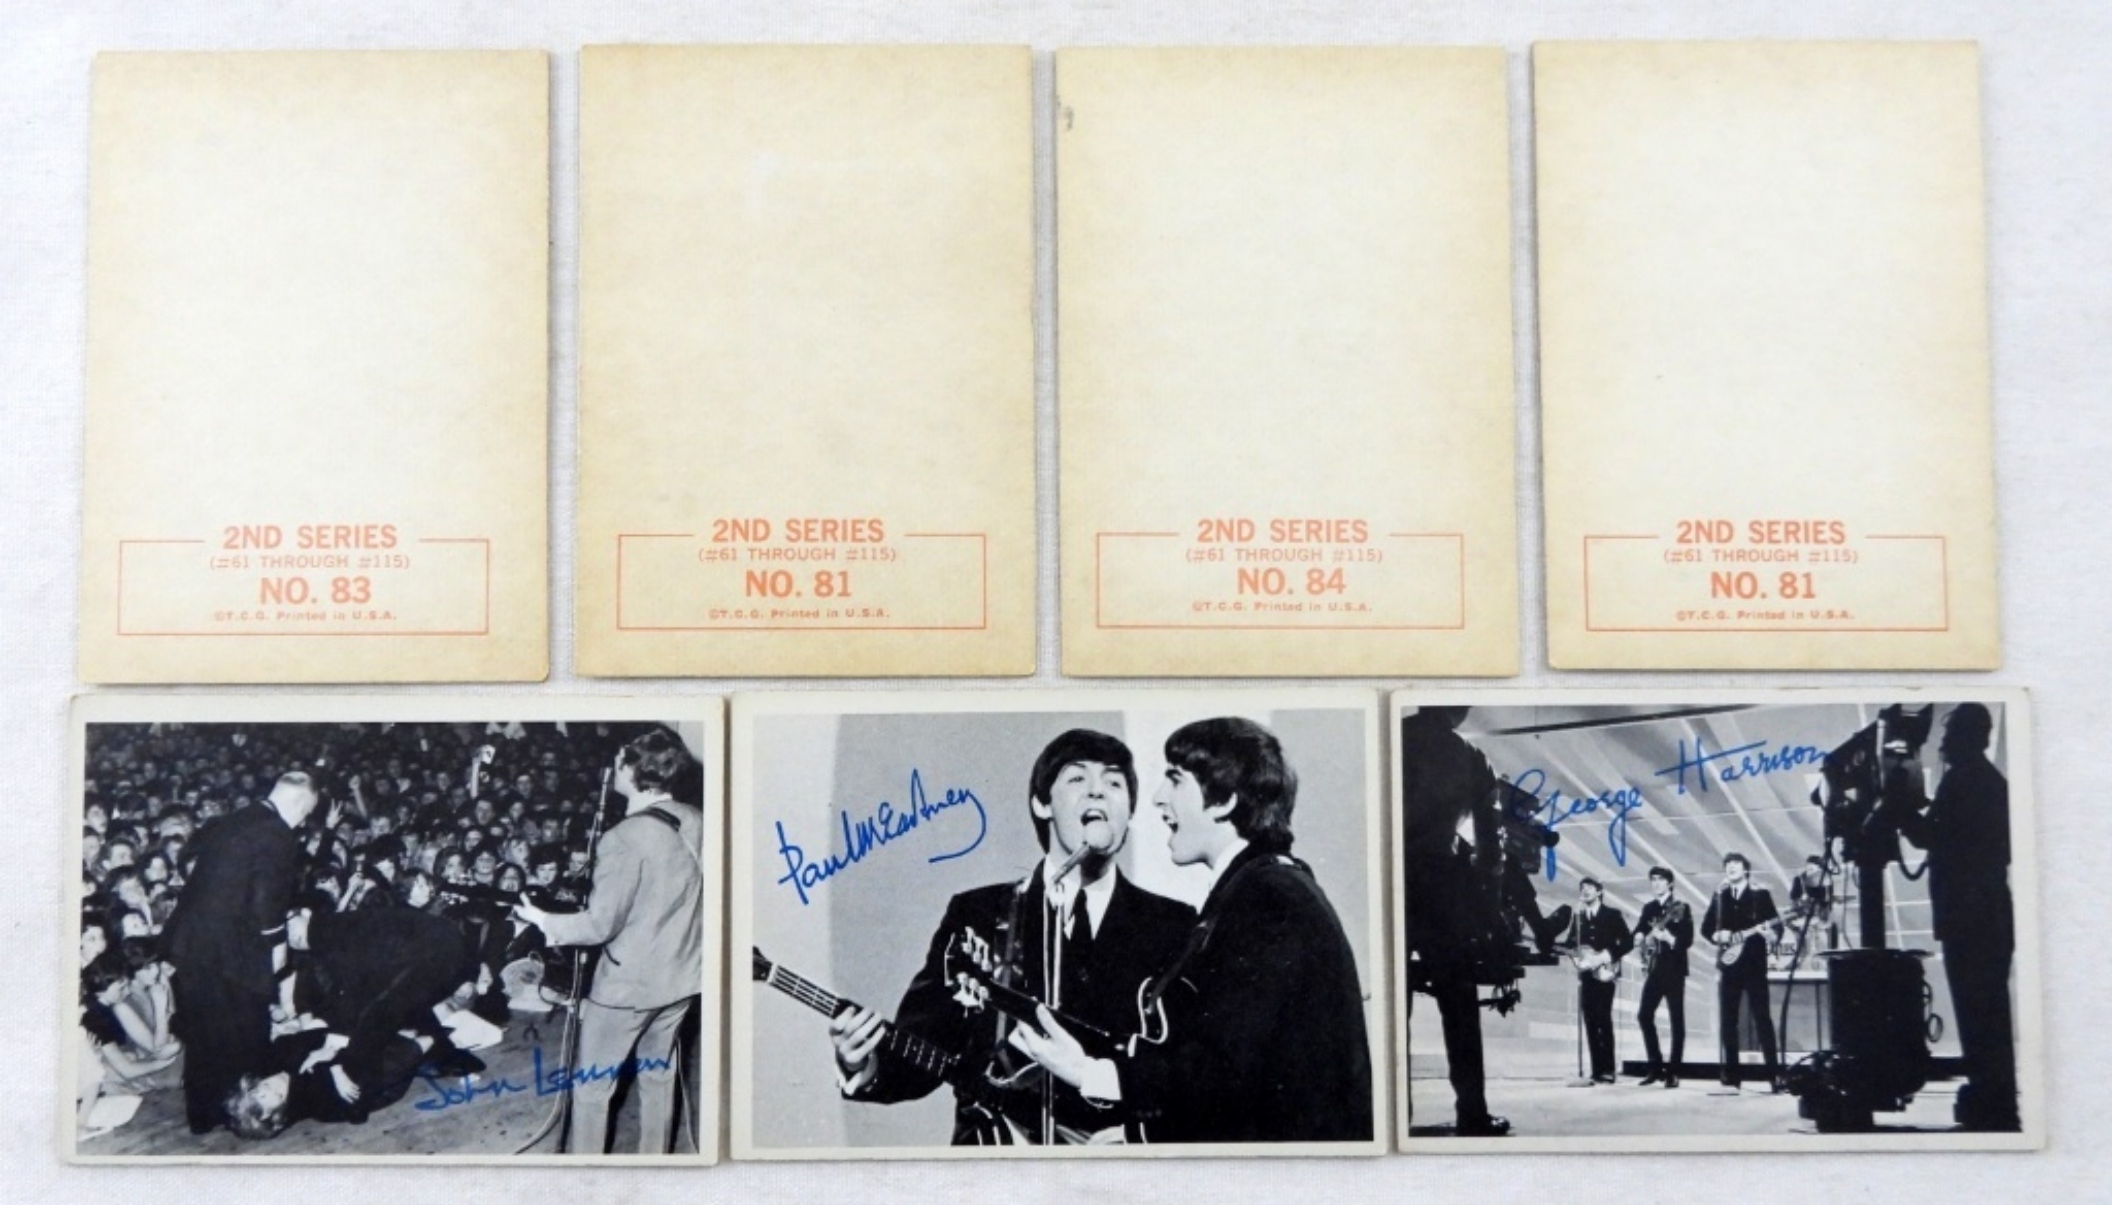 2ND SERIES
(#61 THROUGH #115)
NO. 83
©T.C.G. Printed in U.S.A.
2ND SERIES
(#61 THROUGH #115)
NO. 81
©T.C.G. Printed in U.S.A.
2ND SERIES
(#61 THROUGH #115)
NO. 84
©T.C.G. Printed in U.S.A.
2ND SERIES
(#61 THROUGH #115)
NO. 81
©T.C.G. Printed in U.S.A.
John Lennon
Paul McCartney
George Harrison